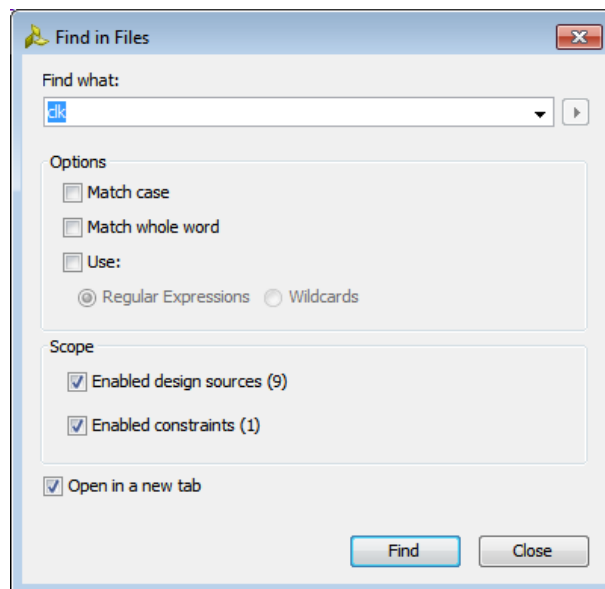 Find in Files
Find what:
clk
Options
Match case
Match whole word
Use:
Regular Expressions Wildcards
Scope
Enabled design sources (9)
Enabled constraints (1)
Open in a new tab
Find Close